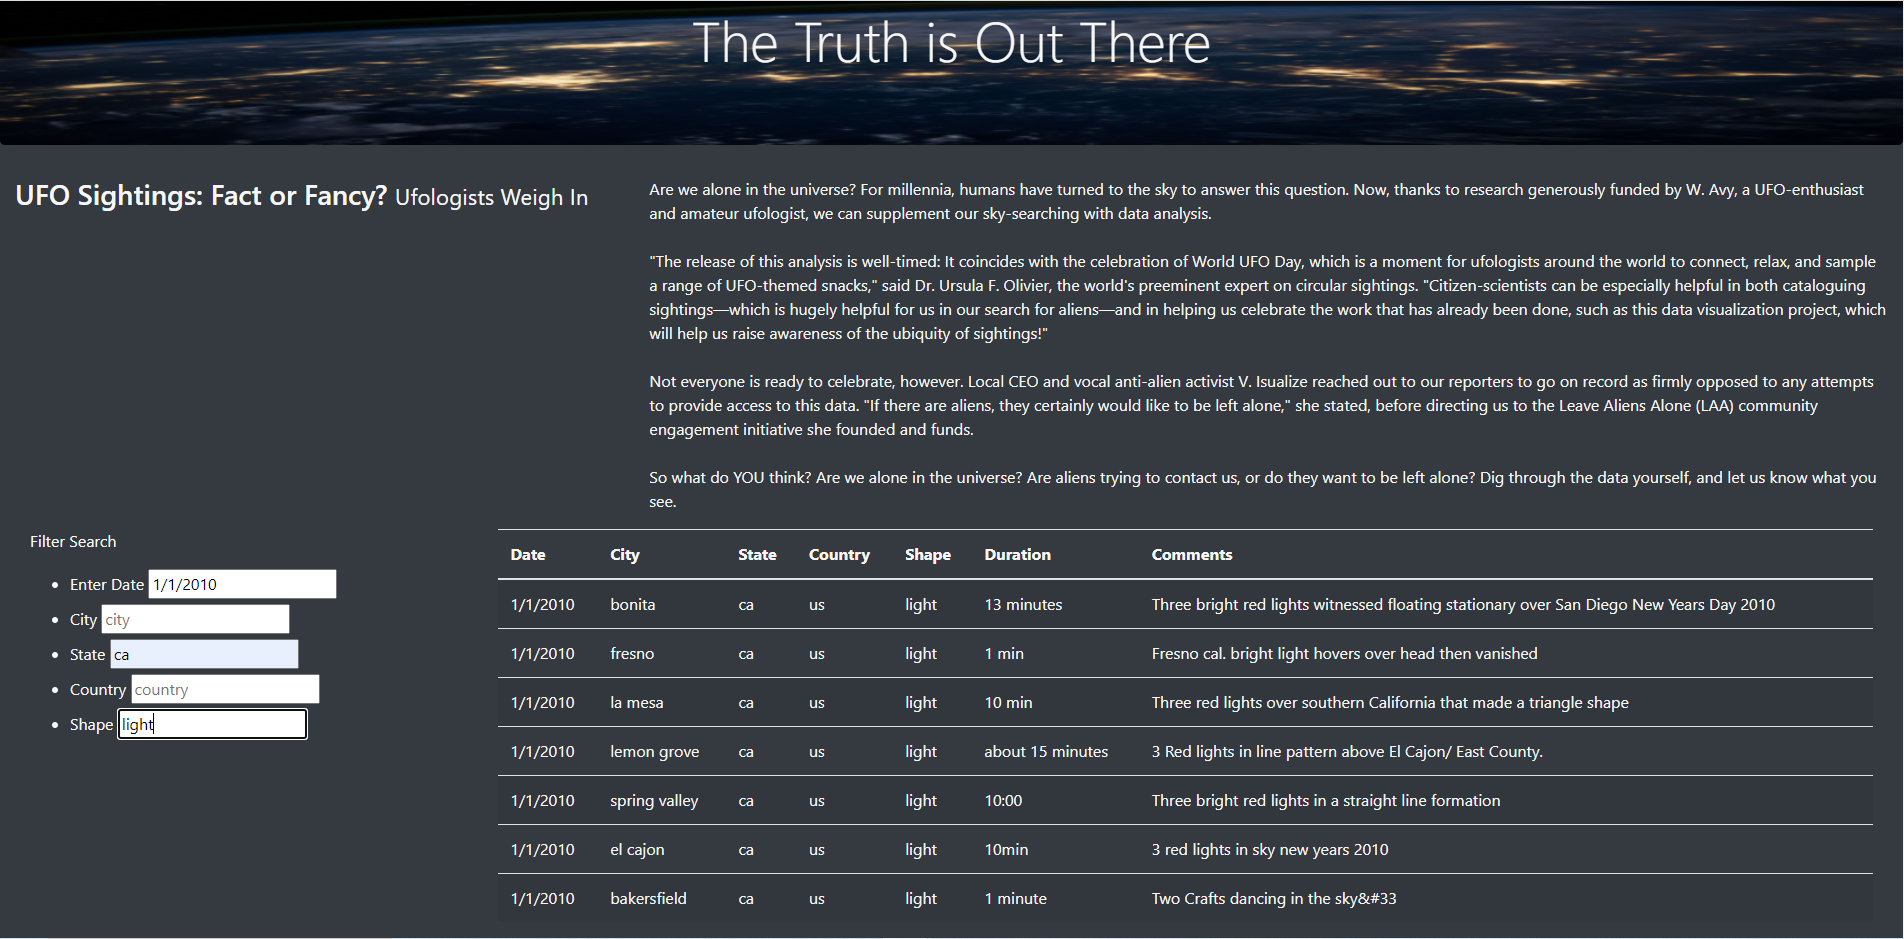 The Truth is Out There
UFO Sightings: Fact or Fancy? Ufologists Weigh In
Are we alone in the universe? For millennia, humans have turned to the sky to answer this question. Now, thanks to research generously funded by W. Avy, a UFO-enthusiast
and amateur ufologist, we can supplement our sky-searching with data analysis.
"The release of this analysis is well-timed: It coincides with the celebration of World UFO Day, which is a moment for ufologists around the world to connect, relax, and sample
a range of UFO-themed snacks," said Dr. Ursula F. Olivier, the world's preeminent expert on circular sightings. "Citizen-scientists can be especially helpful in both cataloguing
sightings—which is hugely helpful for us in our search for aliens—and in helping us celebrate the work that has already been done, such as this data visualization project, which
will help us raise awareness of the ubiquity of sightings!"
Not everyone is ready to celebrate, however. Local CEO and vocal anti-alien activist V. Isualize reached out to our reporters to go on record as firmly opposed to any attempts
to provide access to this data. "If there are aliens, they certainly would like to be left alone," she stated, before directing us to the Leave Aliens Alone (LAA) community
engagement initiative she founded and funds.
So what do YOU think? Are we alone in the universe? Are aliens trying to contact us, or do they want to be left alone? Dig through the data yourself, and let us know what you
see.
Filter Search
Enter Date 1/1/2010
City city
State ca
Country country
Shape light
Date City State Country Shape Duration Comments
1/1/2010 bonita ca us light 13 minutes Three bright red lights witnessed floating stationary over San Diego New Years Day 2010
1/1/2010 fresno ca us light 1 min Fresno cal. bright light hovers over head then vanished
1/1/2010 la mesa ca us light 10 min Three red lights over southern California that made a triangle shape
1/1/2010 lemon grove ca us light about 15 minutes 3 Red lights in line pattern above El Cajon/ East County.
1/1/2010 spring valley ca us light 10:00 Three bright red lights in a straight line formation
1/1/2010 el cajon ca us light 10min 3 red lights in sky new years 2010
1/1/2010 bakersfield ca us light 1 minute Two Crafts dancing in the sky&#33